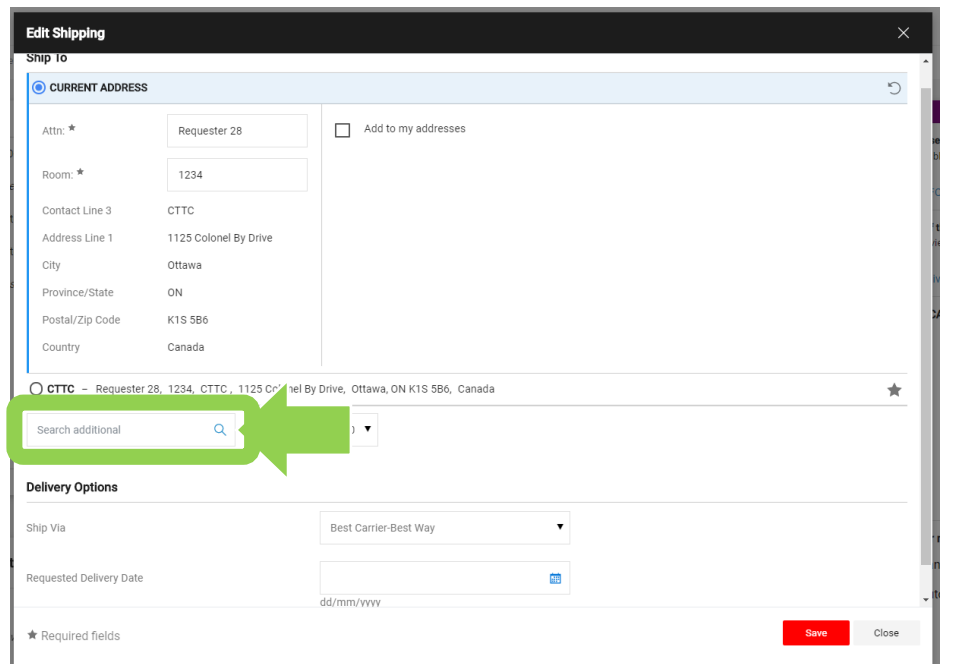 Edit Shipping
Ship To
CURRENT ADDRESS
Attn: ★ Requester 28 Add to my addresses
Room: ★ 1234
Contact Line 3 CTTC
Address Line 1 1125 Colonel By Drive
City Ottawa
Province/State ON
Postal/Zip Code K1S 5B6
Country Canada
CTTC – Requester 28, 1234, CTTC , 1125 By Drive, Ottawa, ON K1S 5B6, Canada
Search additional
Delivery Options
Ship Via Best Carrier-Best Way
Requested Delivery Date
dd/mm/yyyy
★ Required fields Save Close